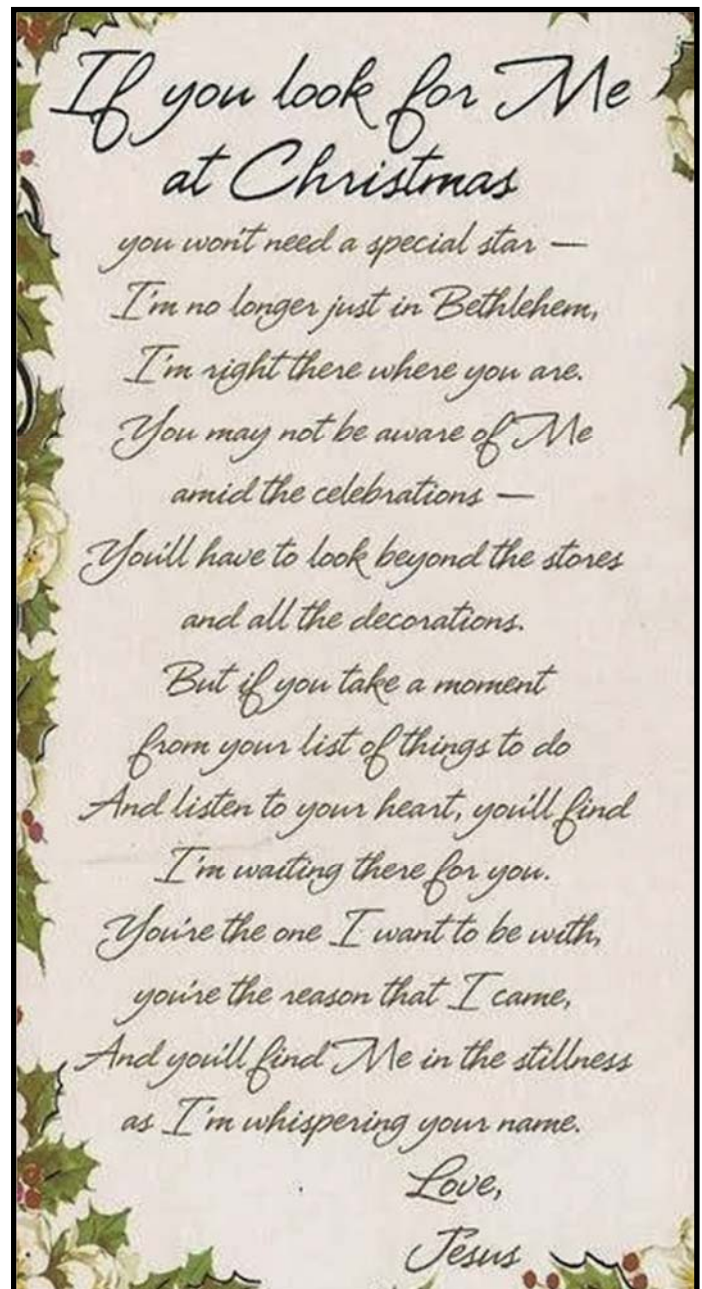 If you look for Me
at Christmas
you won't need a special star —
I'm no longer just in Bethlehem,
I'm right there where you are.
You may not be aware of Me
amid the celebrations —
You'll have to look beyond the stores
and all the decorations.
But if you take a moment
from your list of things to do
And listen to your heart, you'll find
I'm waiting there for you.
You're the one I want to be with,
you're the reason that I came,
And you'll find Me in the stillness
as I'm whispering your name.
Love,
Jesus